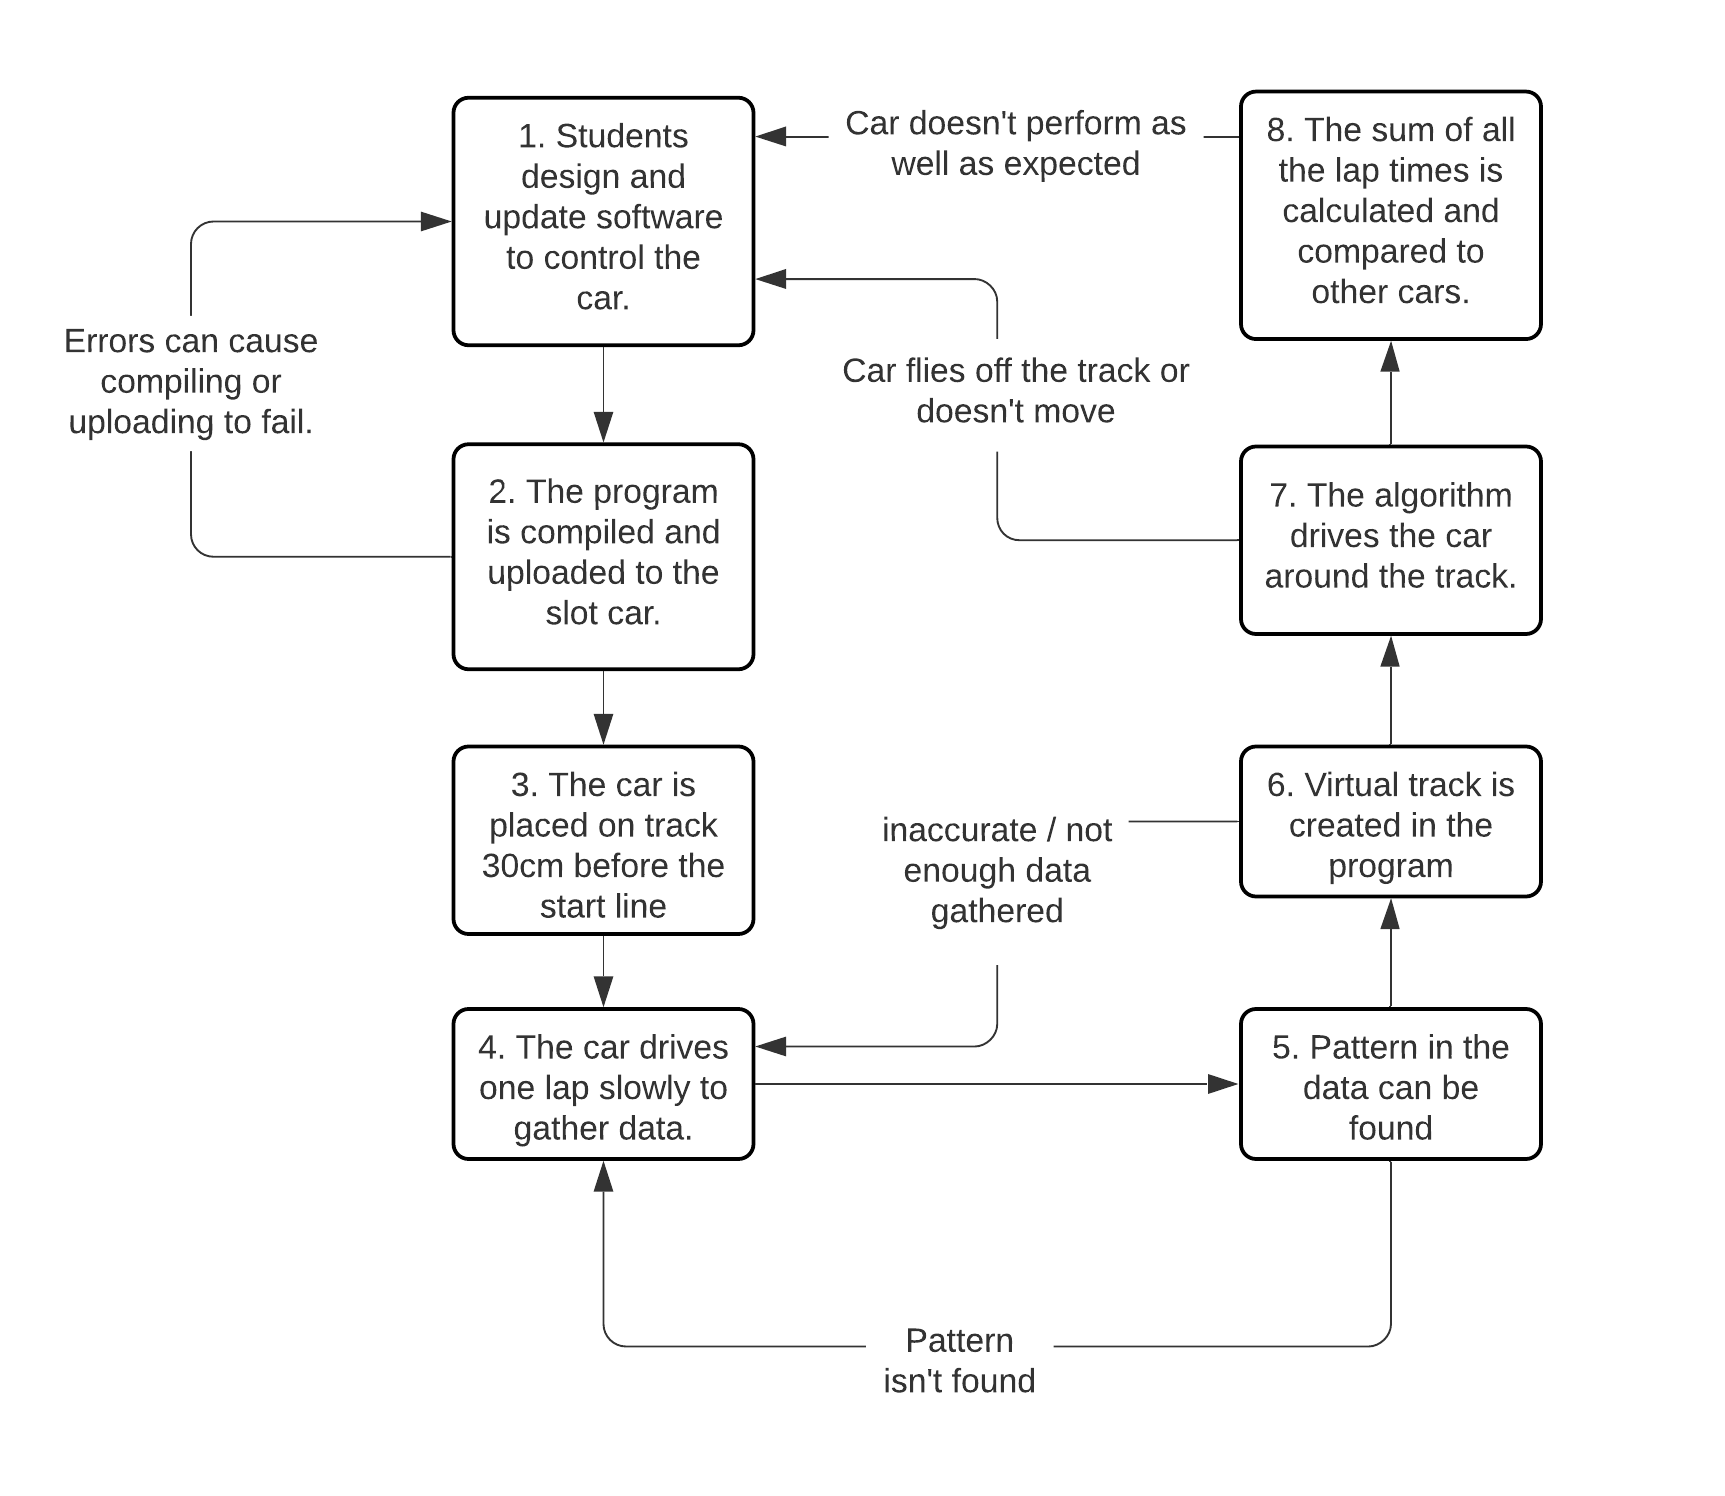 1. Students
design and
update software
to control the
car.
Errors can cause
compiling or
uploading to fail.
2. The program
is compiled and
uploaded to the
slot car.
3. The car is
placed on track
30cm before the
start line
4. The car drives
one lap slowly to
gather data.
5. Pattern in the
data can be
found
Pattern
isn't found
6. Virtual track is
created in the
program
inaccurate / not
enough data
gathered
7. The algorithm
drives the car
around the track.
Car flies off the track or
doesn't move
8. The sum of all
the lap times is
calculated and
compared to
other cars.
Car doesn't perform as
well as expected